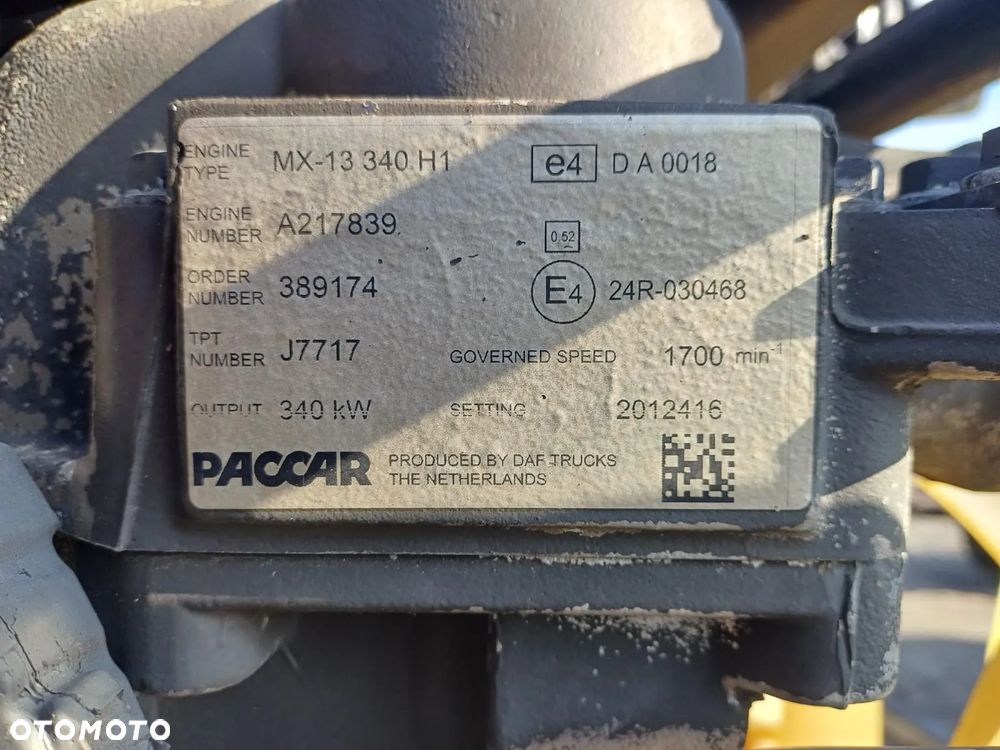 ENGINE TYPE MX-13 340 H1 e4 D A 0018
ENGINE NUMBER A217839 0.52
ORDER NUMBER 389174 E4 24R-030468
TPT NUMBER J7717 GOVERNED SPEED 1700 min-1
OUTPUT 340 kW SETTING 2012416
PACCAR PRODUCED BY DAF TRUCKS
THE NETHERLANDS
OTOMOTO